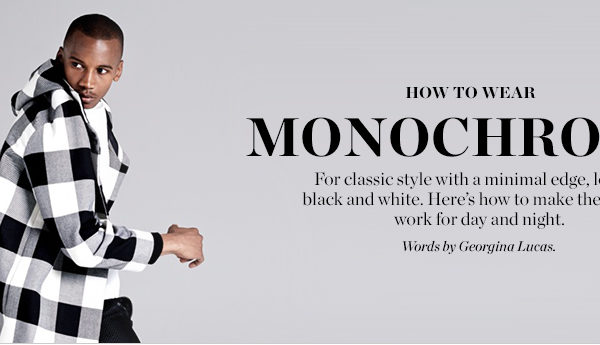 HOW TO WEAR
MONOCHRO
For classic style with a minimal edge, l
black and white. Here's how to make the
work for day and night.
Words by Georgina Lucas.